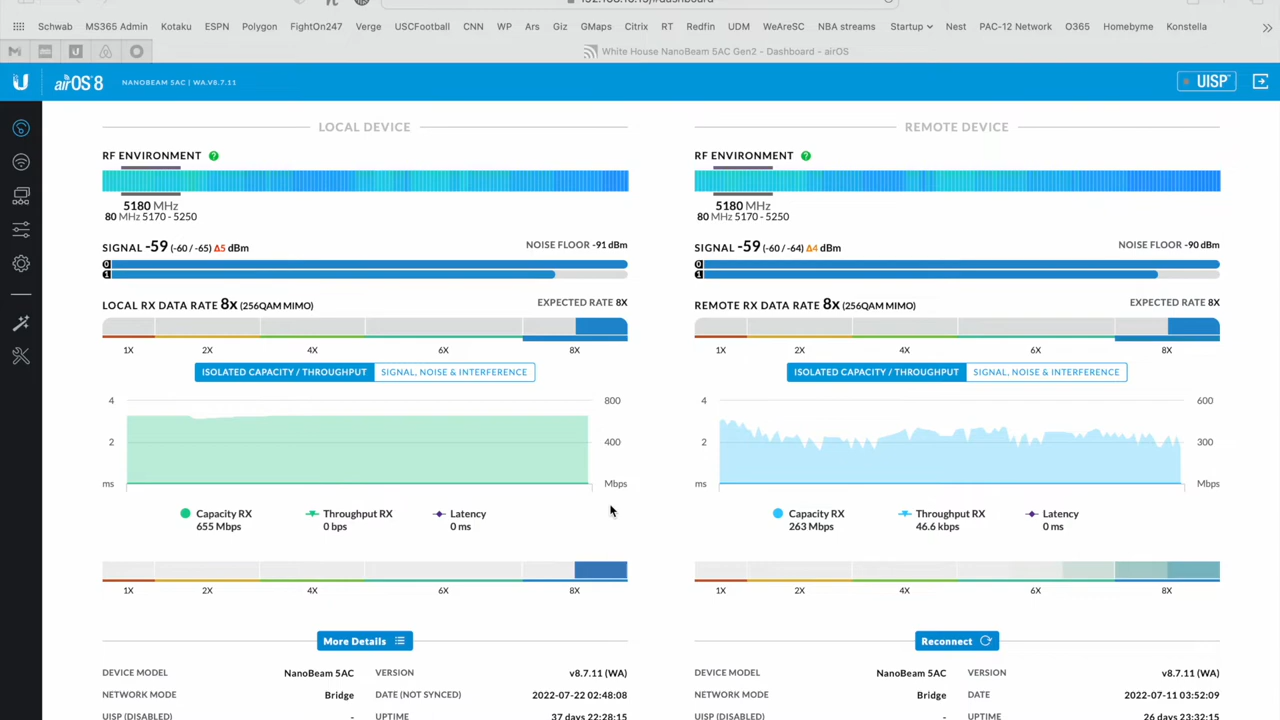 Schwab MS365 Admin Kotaku ESPN Polygon FightOn247 Verge USCFootball CNN WP Ars Giz GMaps Citrix RT Redfin UDM WeAreSC NBA streams Startup Nest PAC-12 Network O365 Homebyme Konstella
White House NanoBeam 5AC Gen2 - Dashboard - airOS
airOS 8 NANOBEAM 5AC | WA.V8.7.11 UISP
LOCAL DEVICE
RF ENVIRONMENT ?
5180 MHz
80 MHz 5170 - 5250
SIGNAL -59 (-60 / -65) Δ5 dBm NOISE FLOOR -91 dBm
0
1
LOCAL RX DATA RATE 8x (256QAM MIMO) EXPECTED RATE 8X
1X 2X 4X 6X 8X
ISOLATED CAPACITY / THROUGHPUT SIGNAL, NOISE & INTERFERENCE
4 800
2 400
ms Mbps
Capacity RX Throughput RX Latency
655 Mbps 0 bps 0 ms
1X 2X 4X 6X 8X
More Details
DEVICE MODEL NanoBeam 5AC VERSION v8.7.11 (WA)
NETWORK MODE Bridge DATE (NOT SYNCED) 2022-07-22 02:48:08
UISP (DISABLED) - UPTIME 37 days 22:28:15
REMOTE DEVICE
RF ENVIRONMENT ?
5180 MHz
80 MHz 5170 - 5250
SIGNAL -59 (-60 / -64) Δ4 dBm NOISE FLOOR -90 dBm
0
1
REMOTE RX DATA RATE 8x (256QAM MIMO) EXPECTED RATE 8X
1X 2X 4X 6X 8X
ISOLATED CAPACITY / THROUGHPUT SIGNAL, NOISE & INTERFERENCE
4 600
2 300
ms Mbps
Capacity RX Throughput RX Latency
263 Mbps 46.6 kbps 0 ms
1X 2X 4X 6X 8X
Reconnect
DEVICE MODEL NanoBeam 5AC VERSION v8.7.11 (WA)
NETWORK MODE Bridge DATE 2022-07-11 03:52:09
UISP (DISABLED) - UPTIME 26 days 23:32:15